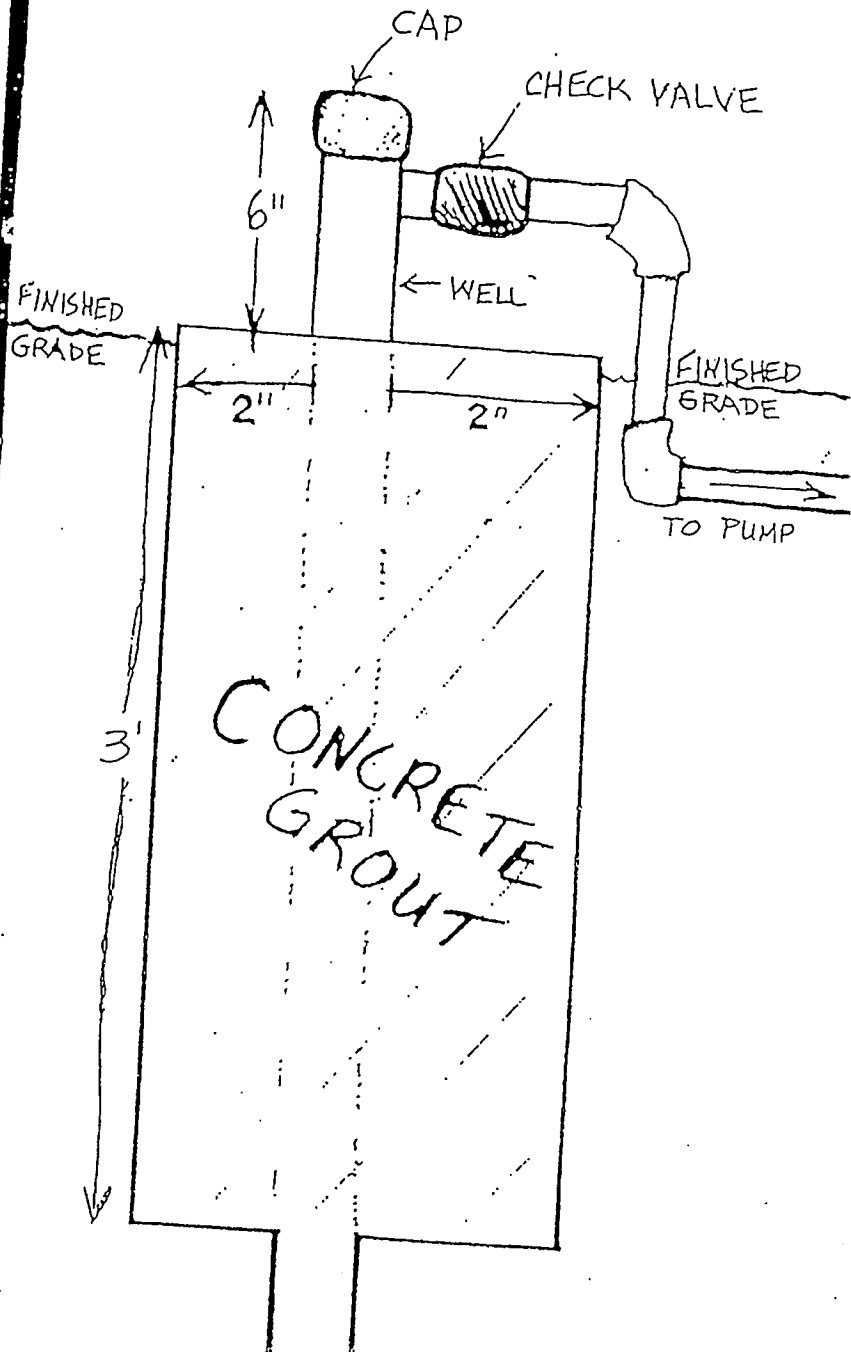 CAP
CHECK VALVE
6"
WELL
FINISHED
GRADE
FINISHED
GRADE
2"
2"
TO PUMP
3'
CONCRETE
GROUT